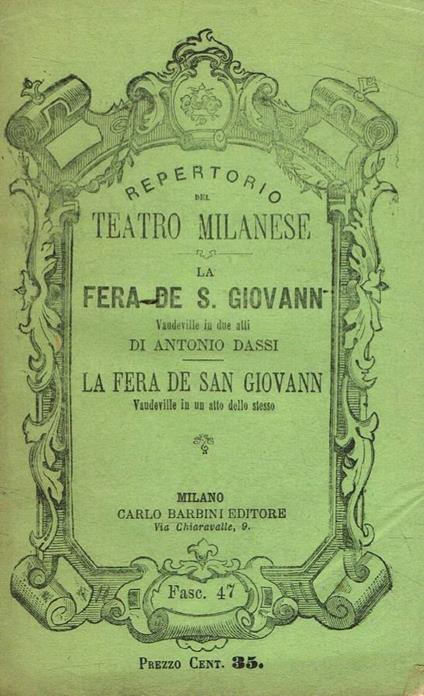 REPERTORIO
DEL
TEATRO MILANESE
LA
FERA DE S. GIOVANN
Vaudeville in due atti
DI ANTONIO DASSI
LA FERA DE SAN GIOVANN
Vaudeville in un atto dello stesso
MILANO
CARLO BARBINI EDITORE
Via Chiaravalle, 9.
Fasc. 47
PREZZO CENT. 35.